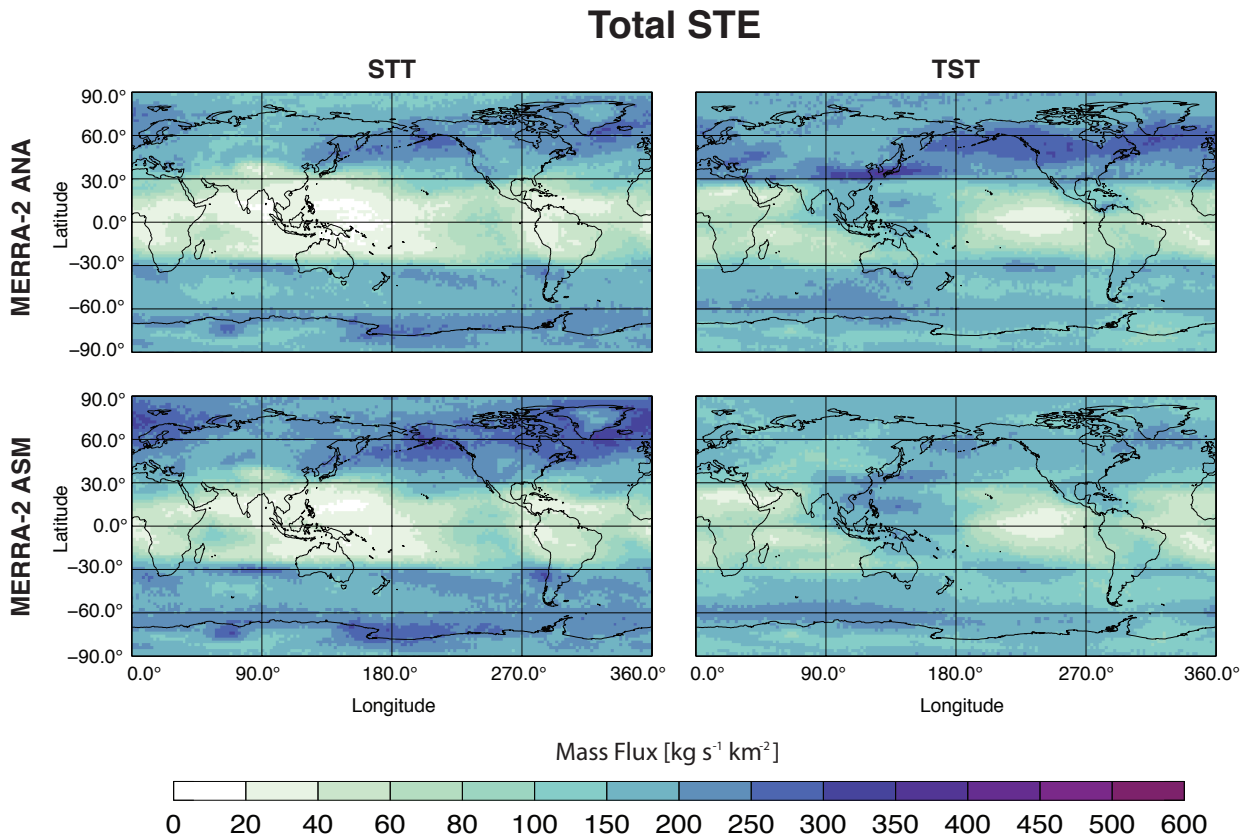 Total STE
STT
TST
MERRA-2 ANA
Latitude
90.0°
60.0°
30.0°
0.0°
−30.0°
−60.0°
−90.0°
MERRA-2 ASM
Latitude
90.0°
60.0°
30.0°
0.0°
−30.0°
−60.0°
−90.0°
0.0° 90.0° 180.0° 270.0° 360.0°
0.0° 90.0° 180.0° 270.0° 360.0°
Longitude
Longitude
Mass Flux [kg s⁻¹ km⁻²]
0 20 40 60 80 100 150 200 250 300 350 400 450 500 600